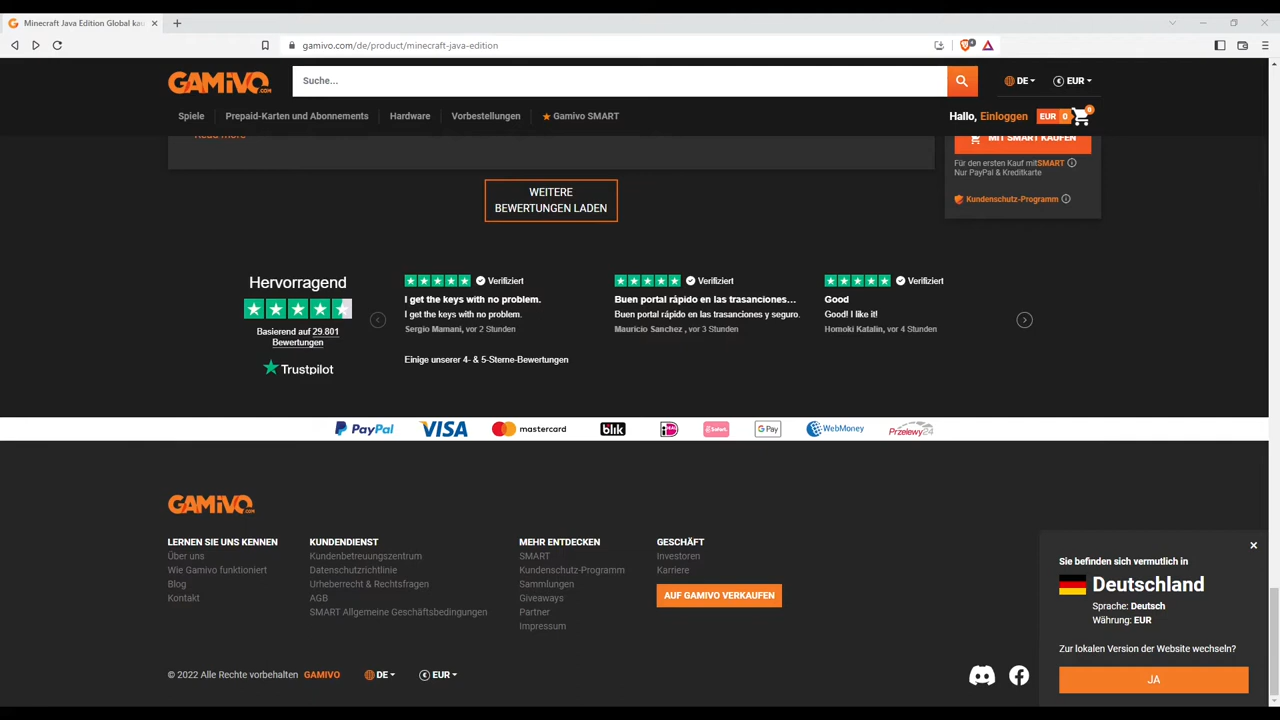 Minecraft Java Edition Global kau
gamivo.com/de/product/minecraft-java-edition
4
GAMIVO.COM
Suche...
DE
EUR
Spiele
Prepaid-Karten und Abonnements
Hardware
Vorbestellungen
Gamivo SMART
Hallo, Einloggen
EUR 0
0
Read more
MIT SMART KAUFEN
Für den ersten Kauf mitSMART
Nur PayPal & Kreditkarte
Kundenschutz-Programm
WEITERE
BEWERTUNGEN LADEN
Hervorragend
Basierend auf 29.801
Bewertungen
Trustpilot
Verifiziert
I get the keys with no problem.
I get the keys with no problem.
Sergio Mamani, vor 2 Stunden
Verifiziert
Buen portal rápido en las trasanciones…
Buen portal rápido en las trasanciones y seguro.
Mauricio Sanchez , vor 3 Stunden
Verifiziert
Good
Good! I like it!
Homoki Katalin, vor 4 Stunden
Einige unserer 4- & 5-Sterne-Bewertungen
PayPal
VISA
mastercard
blik
iD
Sofort.
G Pay
WebMoney
Przelewy24
GAMIVO.COM
LERNEN SIE UNS KENNEN
Über uns
Wie Gamivo funktioniert
Blog
Kontakt
KUNDENDIENST
Kundenbetreuungszentrum
Datenschutzrichtlinie
Urheberrecht & Rechtsfragen
AGB
SMART Allgemeine Geschäftsbedingungen
MEHR ENTDECKEN
SMART
Kundenschutz-Programm
Sammlungen
Giveaways
Partner
Impressum
GESCHÄFT
Investoren
Karriere
AUF GAMIVO VERKAUFEN
Sie befinden sich vermutlich in
Deutschland
Sprache: Deutsch
Währung: EUR
Zur lokalen Version der Website wechseln?
JA
© 2022 Alle Rechte vorbehalten GAMIVO
DE
EUR